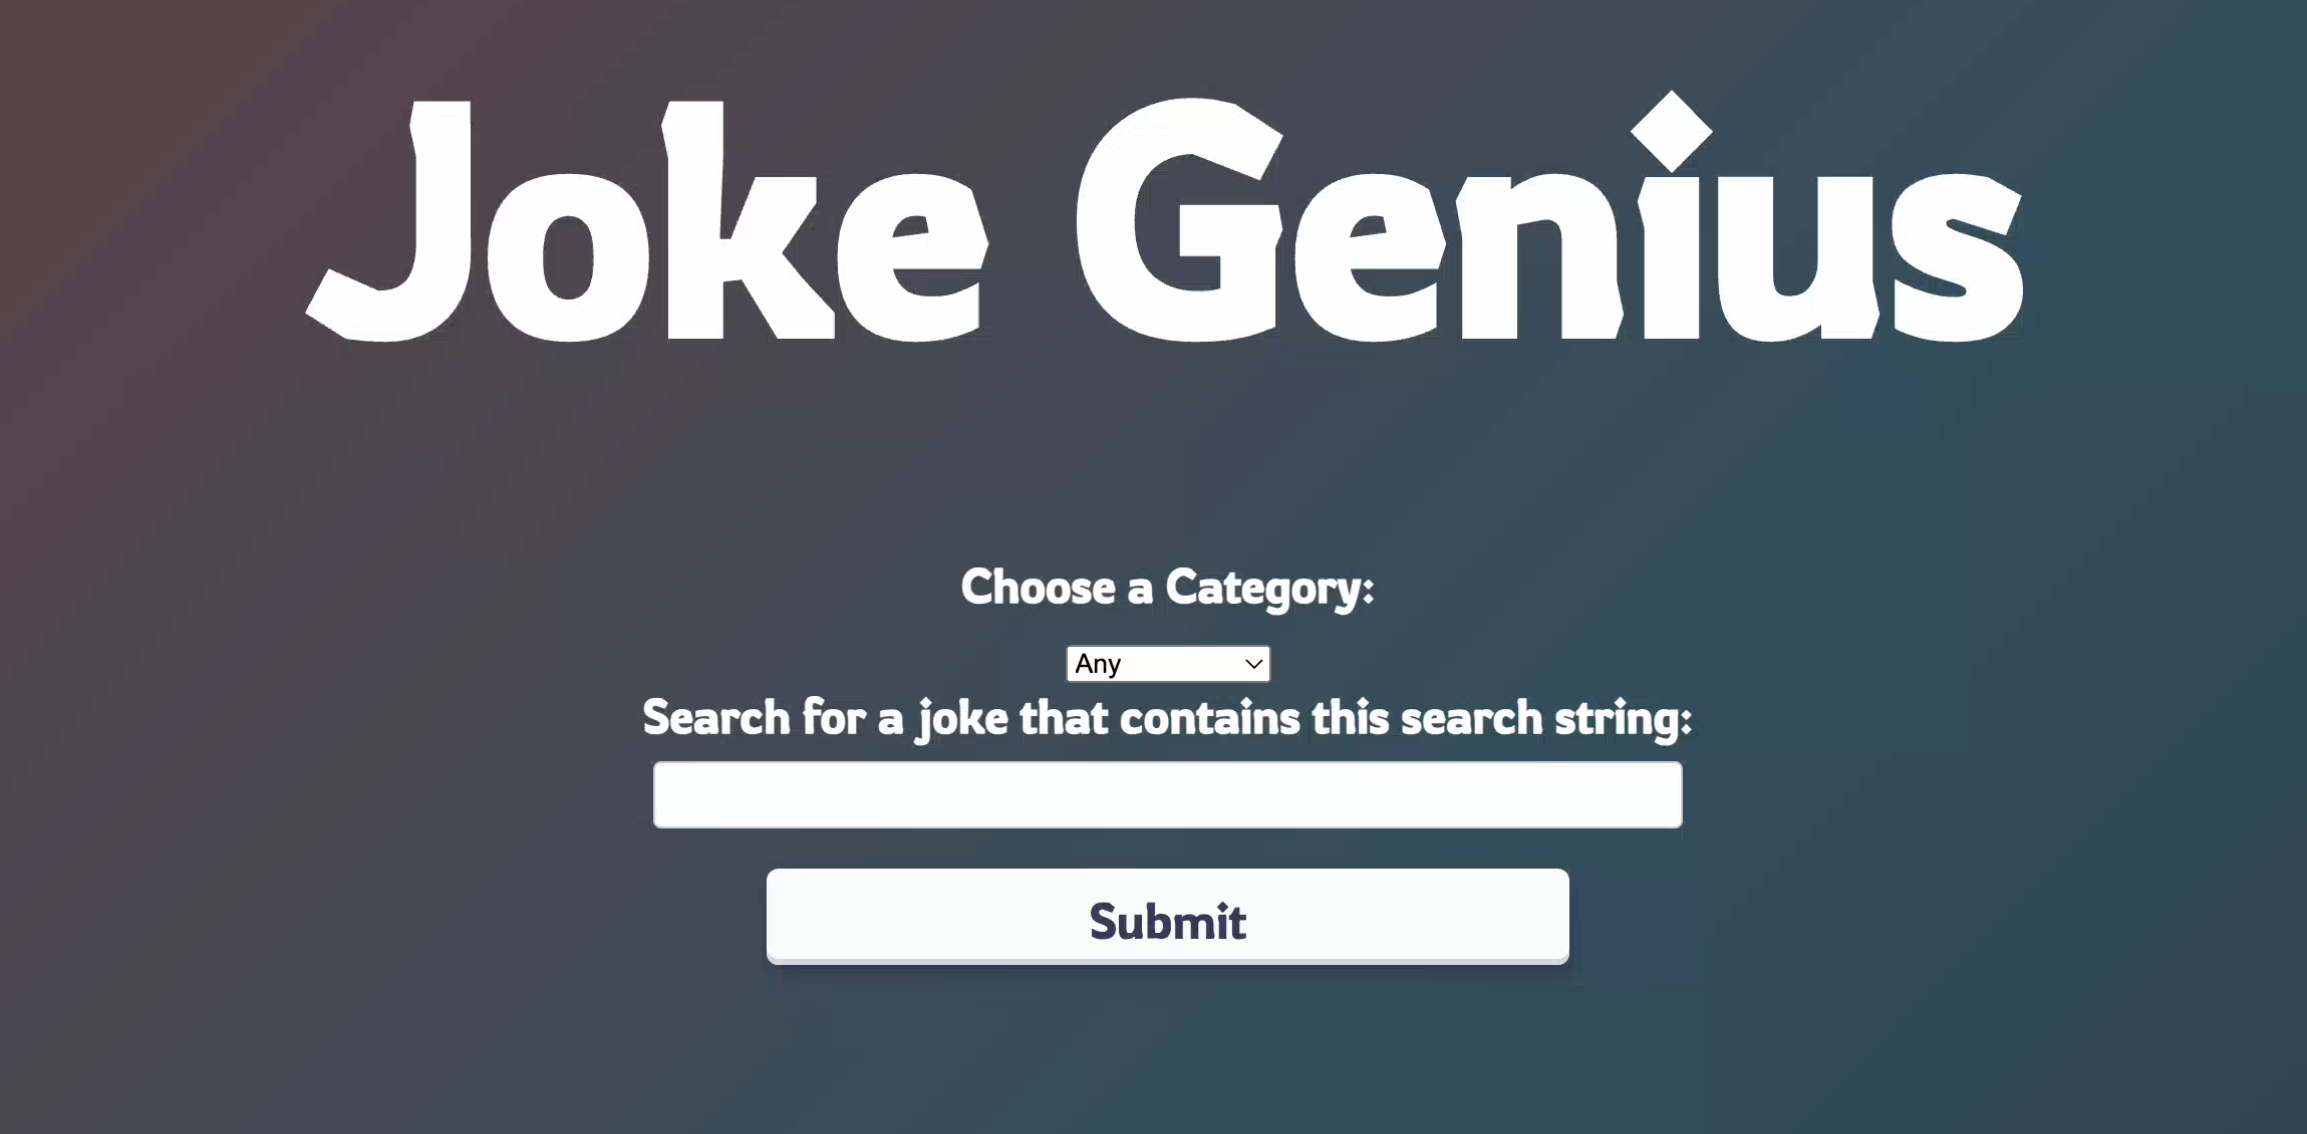 Joke Genius
Choose a Category:
Any
Search for a joke that contains this search string:
Submit